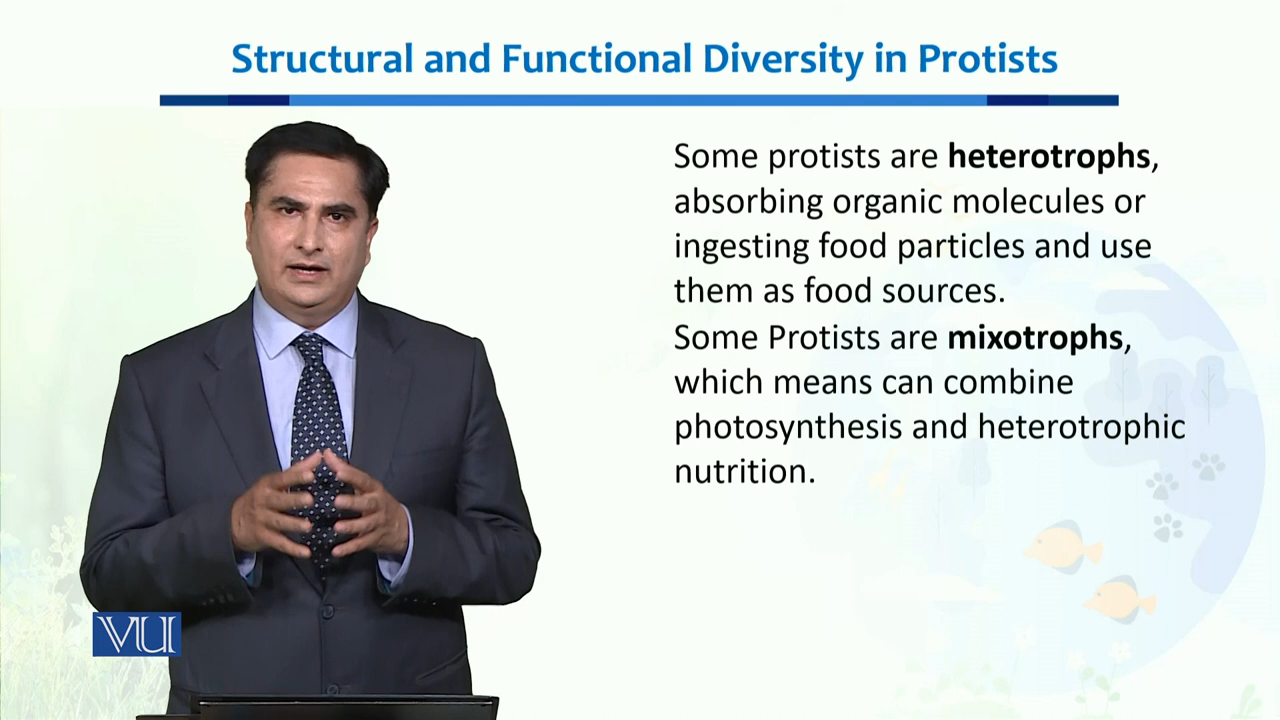 Structural and Functional Diversity in Protists
Some protists are heterotrophs,
absorbing organic molecules or
ingesting food particles and use
them as food sources.
Some Protists are mixotrophs,
which means can combine
photosynthesis and heterotrophic
nutrition.
VU